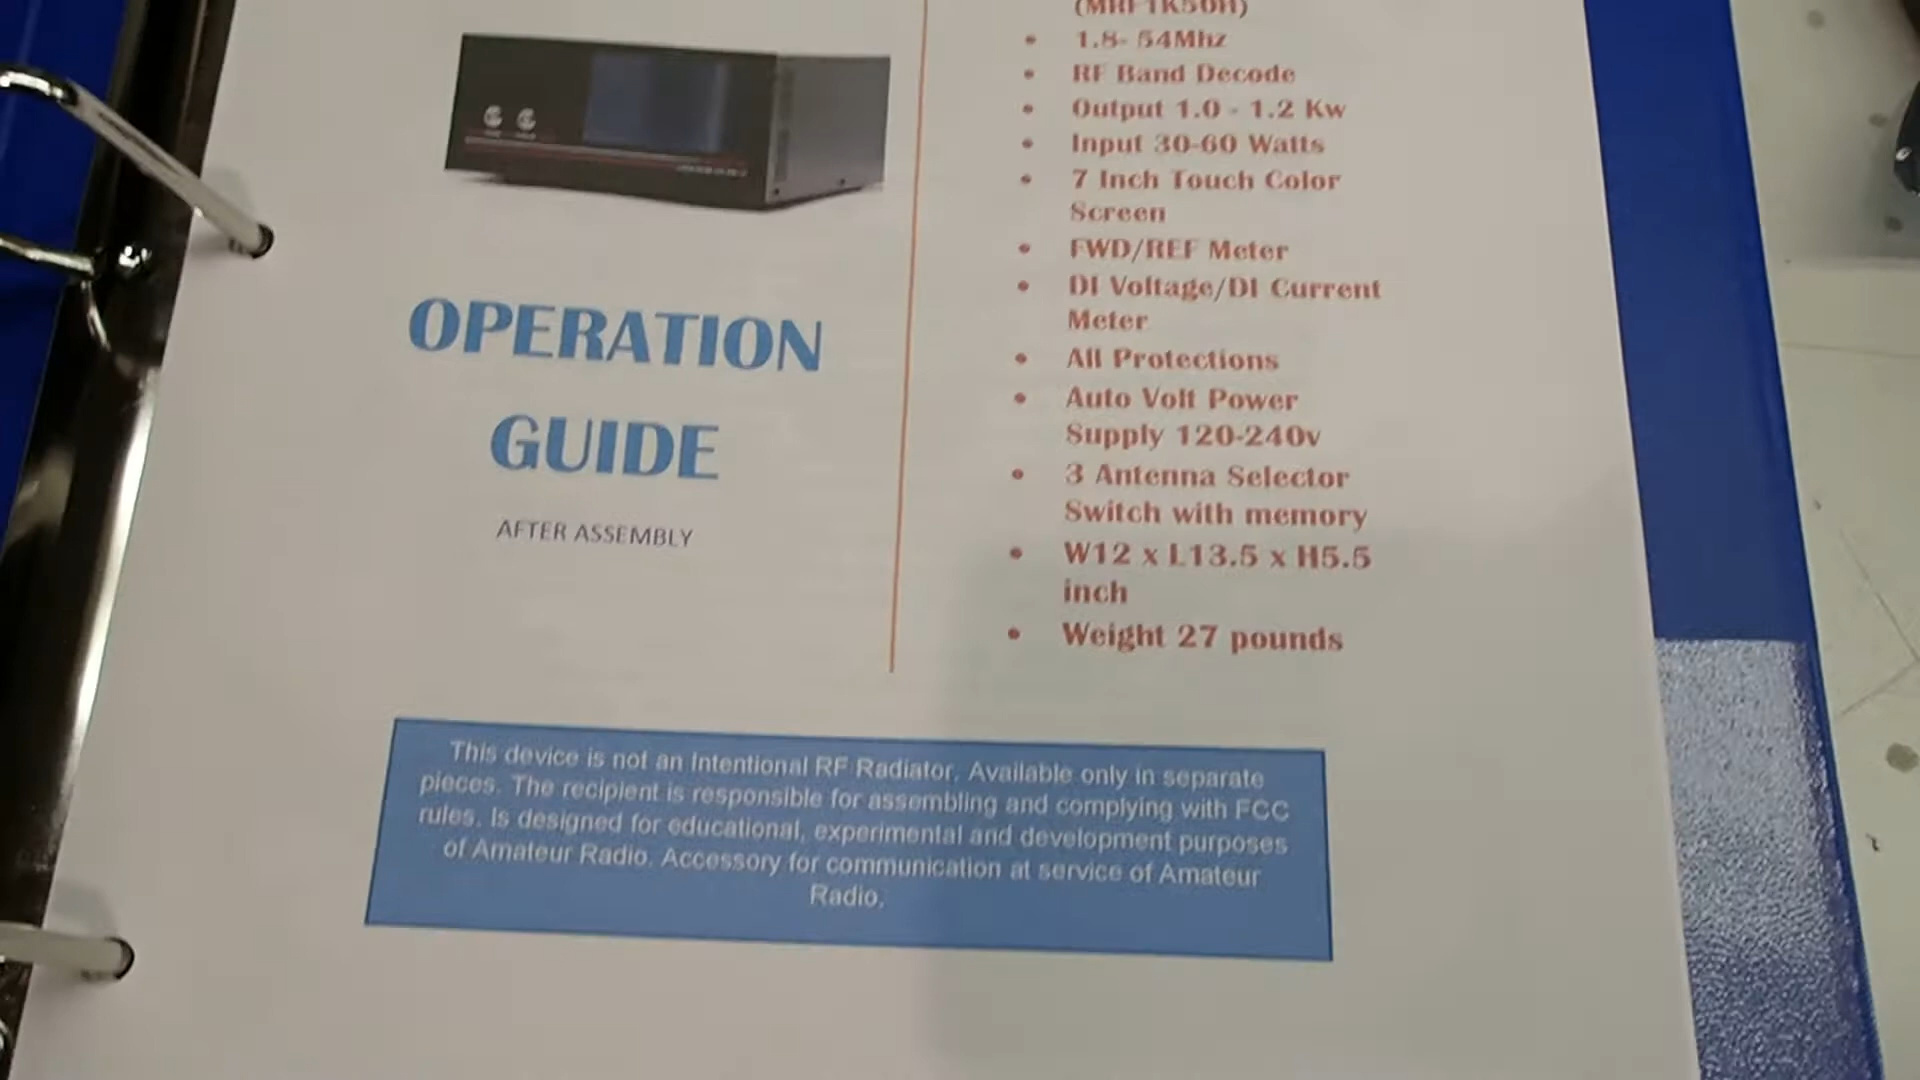 OPERATION
GUIDE
AFTER ASSEMBLY
(MRF1K50H)
1.8- 54Mhz
RF Band Decode
Output 1.0 - 1.2 Kw
Input 30-60 Watts
7 Inch Touch Color
Screen
FWD/REF Meter
DI Voltage/DI Current
Meter
All Protections
Auto Volt Power
Supply 120-240v
3 Antenna Selector
Switch with memory
W12 x L13.5 x H5.5
inch
Weight 27 pounds
This device is not an Intentional RF Radiator. Available only in separate
pieces. The recipient is responsible for assembling and complying with FCC
rules. Is designed for educational, experimental and development purposes
of Amateur Radio. Accessory for communication at service of Amateur
Radio.